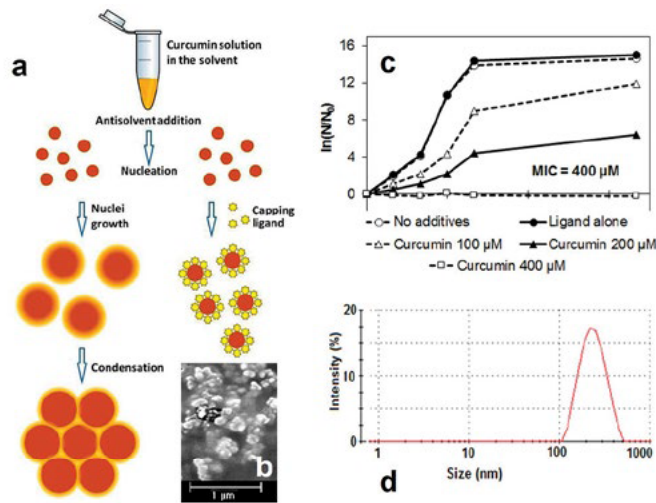 a
Curcumin solution
in the solvent
Antisolvent addition
Nucleation
Nuclei
growth
Capping
ligand
Condensation
b
1 µm
c
ln(N/N₀)
16
12
8
4
0
MIC = 400 µM
No additives
Ligand alone
Curcumin 100 µM
Curcumin 200 µM
Curcumin 400 µM
d
Intensity (%)
20
15
10
5
0
1
10
100
1000
Size (nm)